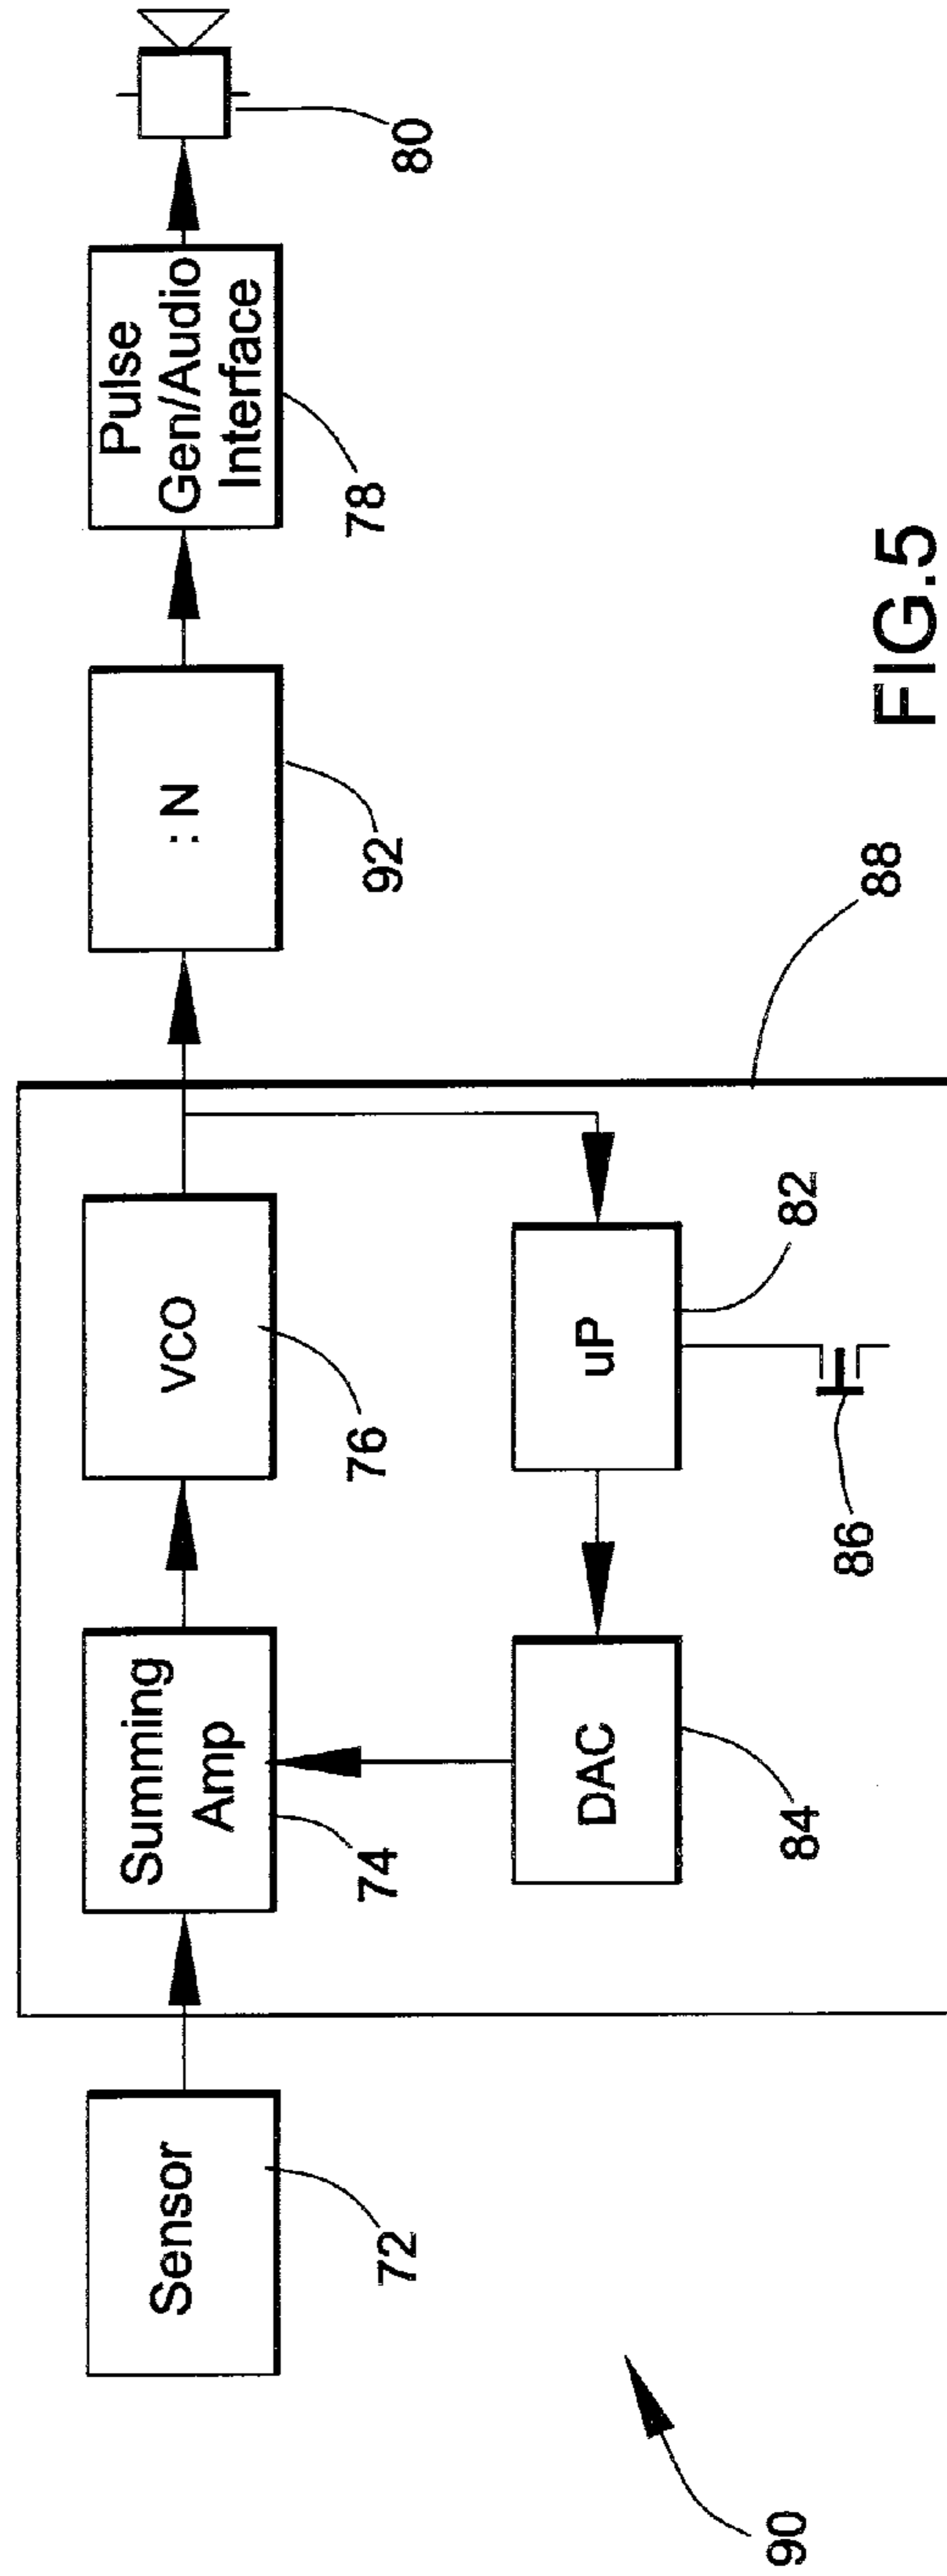 Sensor
72
Summing
Amp
74
VCO
76
: N
92
Pulse
Gen/Audio
Interface
78
80
DAC
84
uP
82
86
88
90
FIG.5